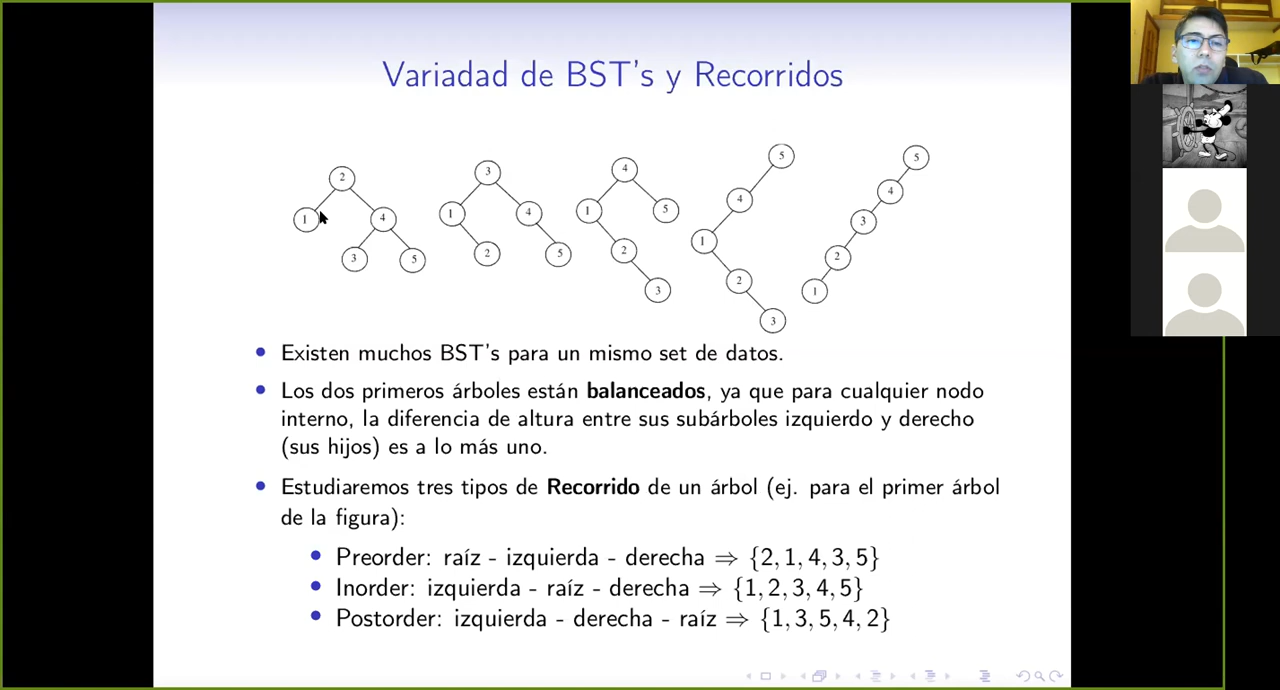 Variadad de BST's y Recorridos
2
1
4
3
5
3
1
4
2
5
4
1
5
2
3
5
4
1
2
3
5
4
3
2
1
• Existen muchos BST's para un mismo set de datos.
• Los dos primeros árboles están balanceados, ya que para cualquier nodo
interno, la diferencia de altura entre sus subárboles izquierdo y derecho
(sus hijos) es a lo más uno.
• Estudiaremos tres tipos de Recorrido de un árbol (ej. para el primer árbol
de la figura):
• Preorder: raíz - izquierda - derecha ⇒ {2, 1, 4, 3, 5}
• Inorder: izquierda - raíz - derecha ⇒ {1, 2, 3, 4, 5}
• Postorder: izquierda - derecha - raíz ⇒ {1, 3, 5, 4, 2}